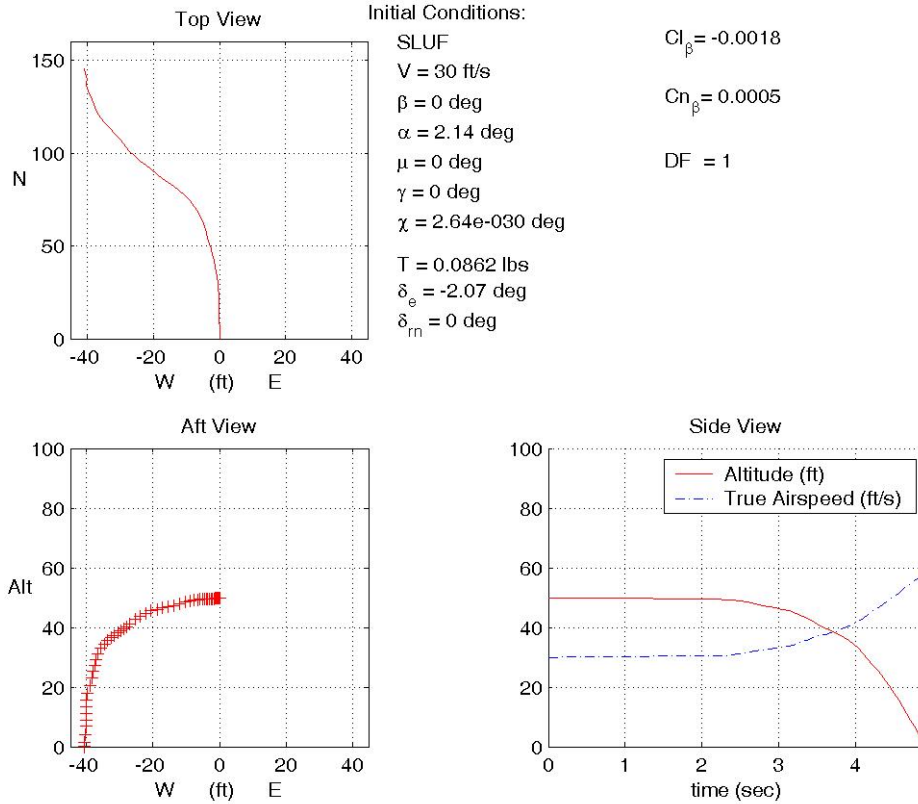 Initial Conditions:
Top View
SLUF
V = 30 ft/s
β = 0 deg
α = 2.14 deg
μ = 0 deg
γ = 0 deg
χ = 2.64e-030 deg
T = 0.0862 lbs
δe = -2.07 deg
δrn = 0 deg
Clβ= -0.0018
Cnβ= 0.0005
DF = 1
150
100
50
0
N
-40 -20 0 20 40
W (ft) E
Aft View
100
80
60
40
20
0
Alt
-40 -20 0 20 40
W (ft) E
Side View
Altitude (ft)
True Airspeed (ft/s)
100
80
60
40
20
0
0 1 2 3 4
time (sec)